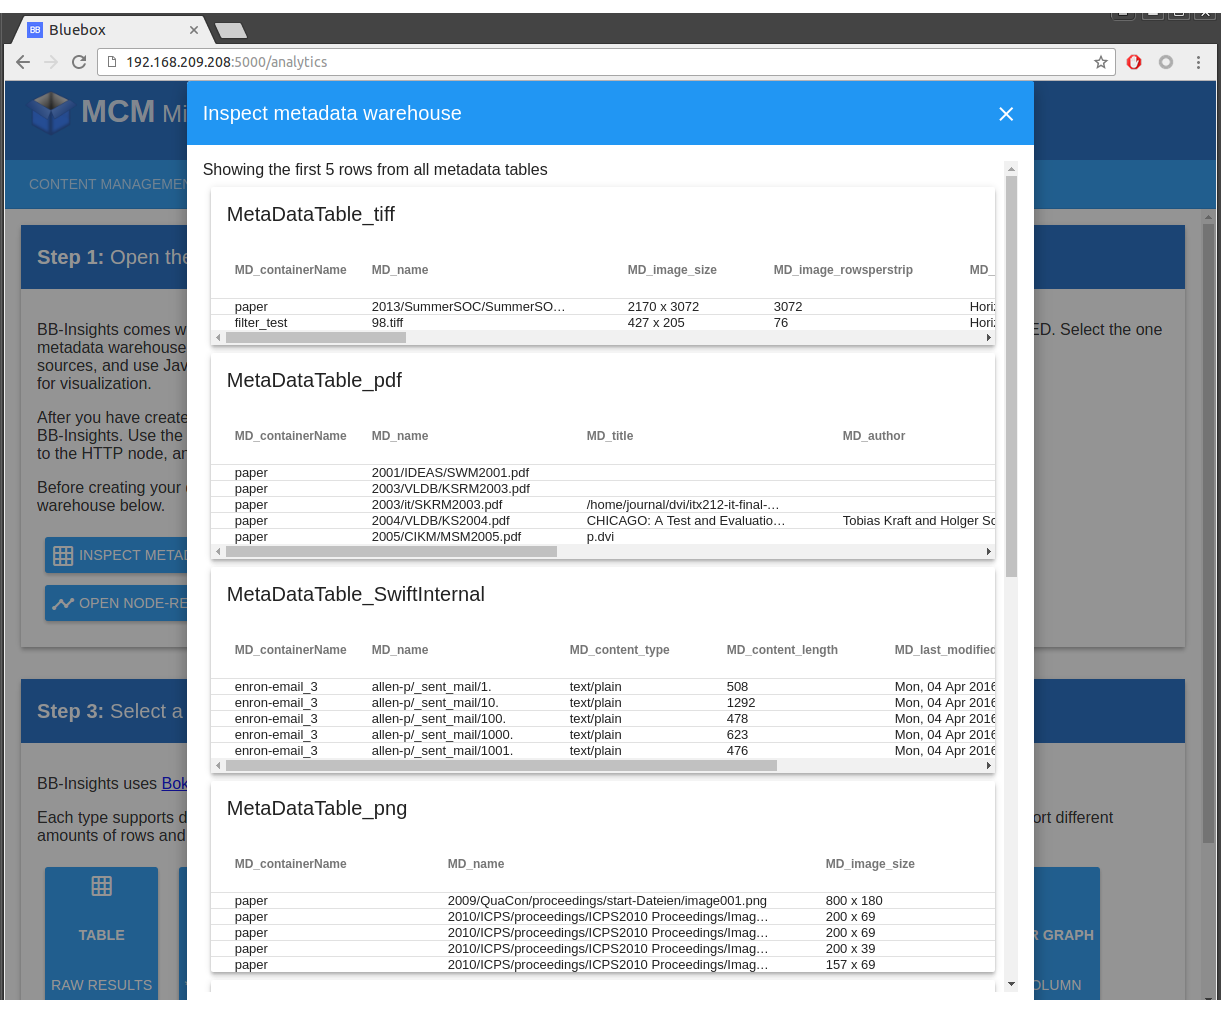 BB Bluebox
192.168.209.208:5000/analytics
MCM Mi
Inspect metadata warehouse
CONTENT MANAGEMEN
Showing the first 5 rows from all metadata tables
MetaDataTable_tiff
MD_containerName MD_name MD_image_size MD_image_rowsperstrip MD_
paper 2013/SummerSOC/SummerSO… 2170 x 3072 3072 Horiz
filter_test 98.tiff 427 x 205 76 Horiz
MetaDataTable_pdf
MD_containerName MD_name MD_title MD_author
paper 2001/IDEAS/SWM2001.pdf
paper 2003/VLDB/KSRM2003.pdf
paper 2003/it/SKRM2003.pdf /home/journal/dvi/itx212-it-final-…
paper 2004/VLDB/KS2004.pdf CHICAGO: A Test and Evaluatio… Tobias Kraft and Holger Sc
paper 2005/CIKM/MSM2005.pdf p.dvi
MetaDataTable_SwiftInternal
MD_containerName MD_name MD_content_type MD_content_length MD_last_modified
enron-email_3 allen-p/_sent_mail/1. text/plain 508 Mon, 04 Apr 2016
enron-email_3 allen-p/_sent_mail/10. text/plain 1292 Mon, 04 Apr 2016
enron-email_3 allen-p/_sent_mail/100. text/plain 478 Mon, 04 Apr 2016
enron-email_3 allen-p/_sent_mail/1000. text/plain 623 Mon, 04 Apr 2016
enron-email_3 allen-p/_sent_mail/1001. text/plain 476 Mon, 04 Apr 2016
MetaDataTable_png
MD_containerName MD_name MD_image_size
paper 2009/QuaCon/proceedings/start-Dateien/image001.png 800 x 180
paper 2010/ICPS/proceedings/ICPS2010 Proceedings/Imag… 200 x 69
paper 2010/ICPS/proceedings/ICPS2010 Proceedings/Imag… 200 x 69
paper 2010/ICPS/proceedings/ICPS2010 Proceedings/Imag… 200 x 39
paper 2010/ICPS/proceedings/ICPS2010 Proceedings/Imag… 157 x 69
Step 1: Open the
BB-Insights comes w ED. Select the one
metadata warehouse
sources, and use Jav
for visualization.
After you have create
BB-Insights. Use the
to the HTTP node, an
Before creating your
warehouse below.
INSPECT METAD
OPEN NODE-RE
Step 3: Select a
BB-Insights uses Bok
Each type supports d ort different
amounts of rows and
TABLE
R GRAPH
RAW RESULTS
OLUMN